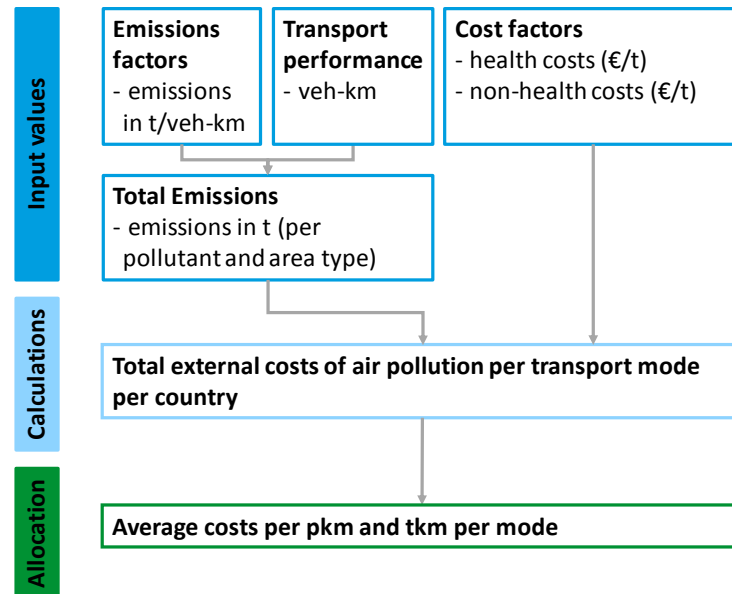 Input values
Emissions
factors
- emissions
in t/veh-km
Transport
performance
- veh-km
Cost factors
- health costs (€/t)
- non-health costs (€/t)
Total Emissions
- emissions in t (per
pollutant and area type)
Calculations
Total external costs of air pollution per transport mode
per country
Allocation
Average costs per pkm and tkm per mode